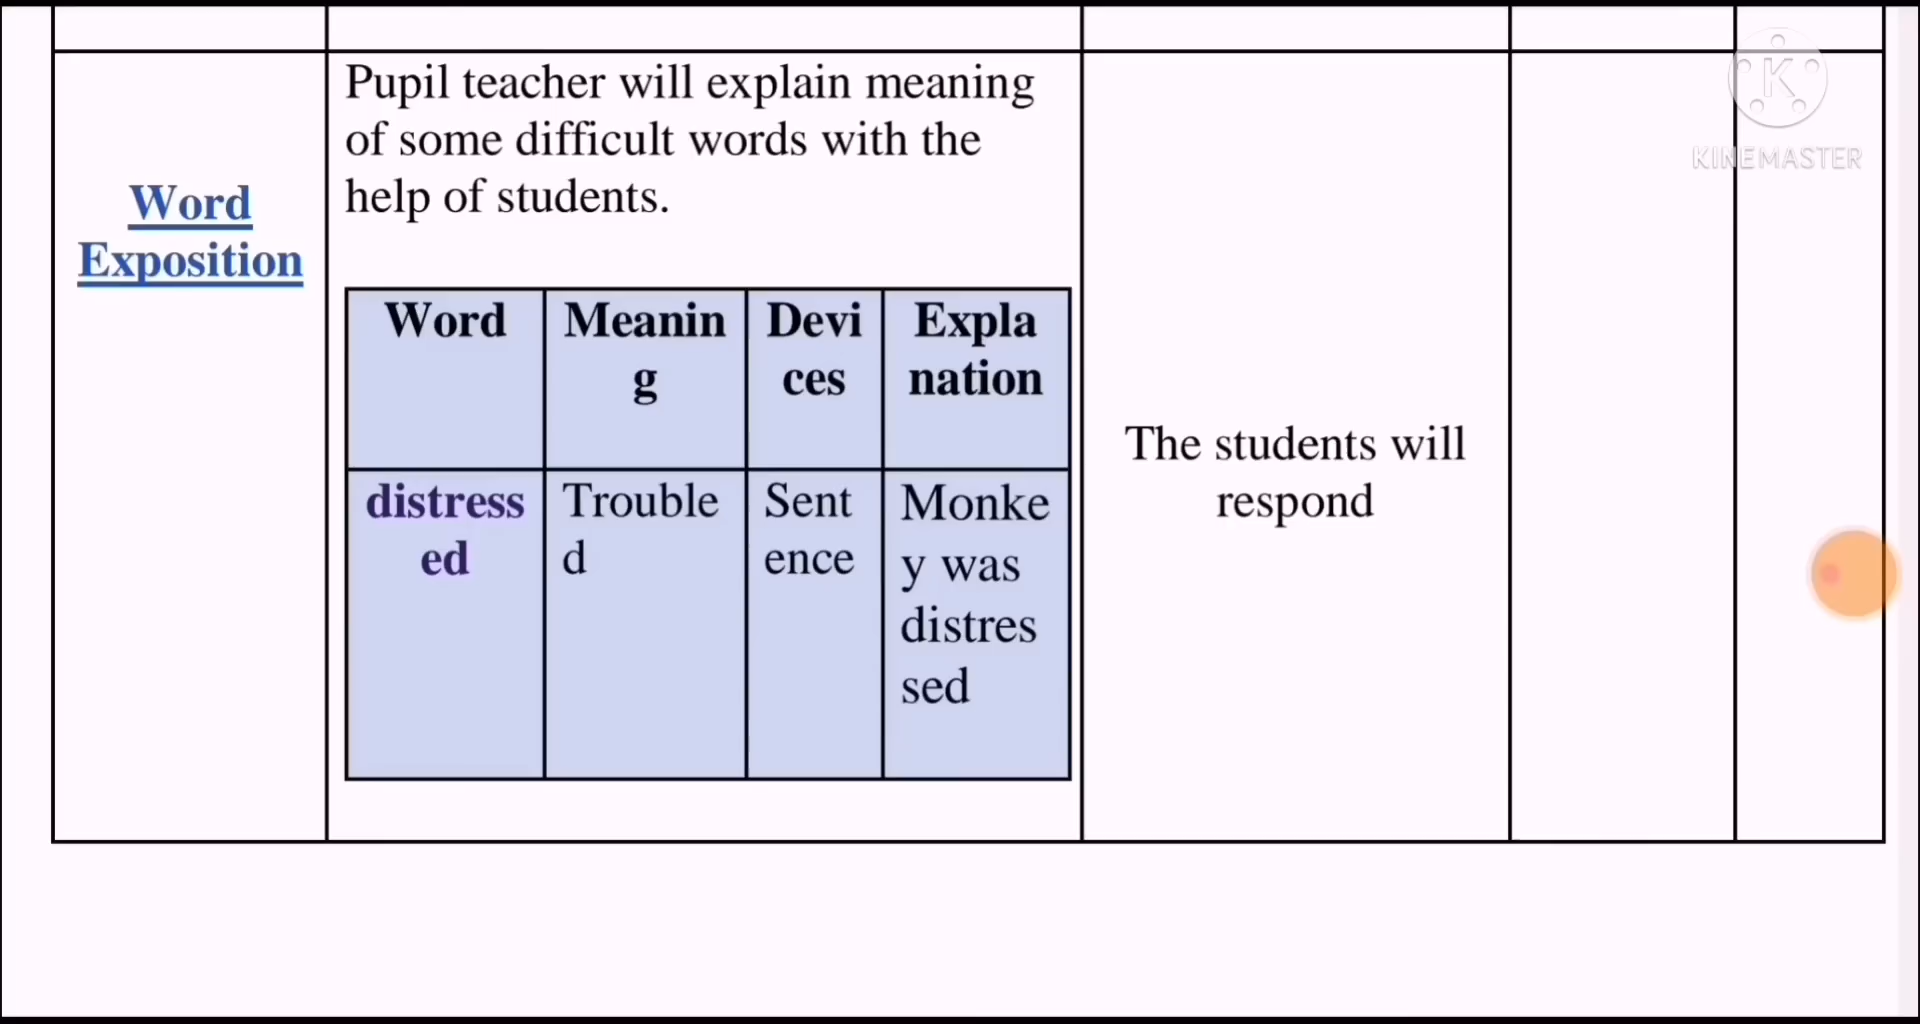 Word
Exposition
Pupil teacher will explain meaning
of some difficult words with the
help of students.
Word
Meanin
g
Devi
ces
Expla
nation
distress
ed
Trouble
d
Sent
ence
Monke
y was
distres
sed
The students will
respond
K
KINEMASTER